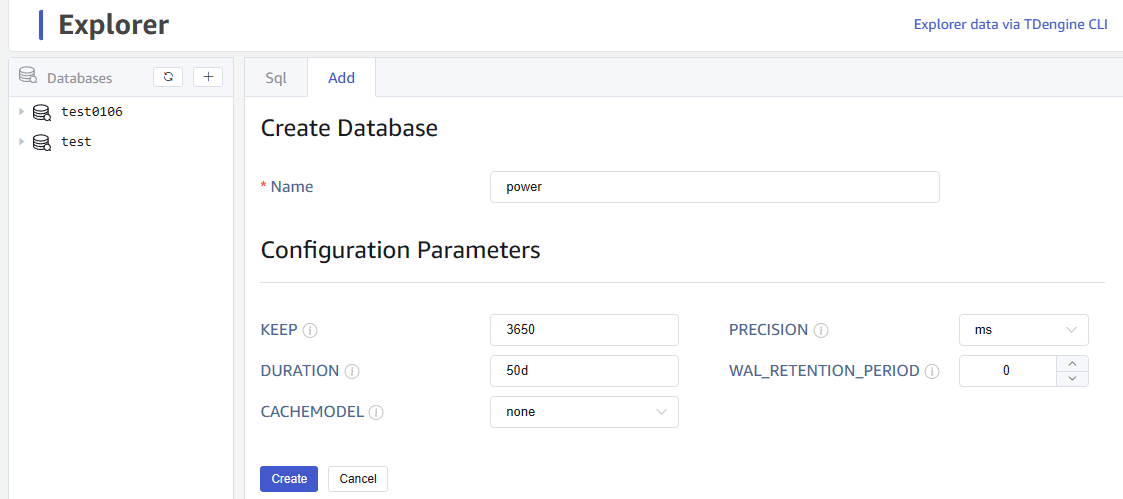 Explorer
Explorer data via TDengine CLI
Databases
test0106
test
Sql Add
Create Database
* Name power
Configuration Parameters
KEEP 3650 PRECISION ms
DURATION 50d WAL_RETENTION_PERIOD 0
CACHEMODEL none
Create Cancel